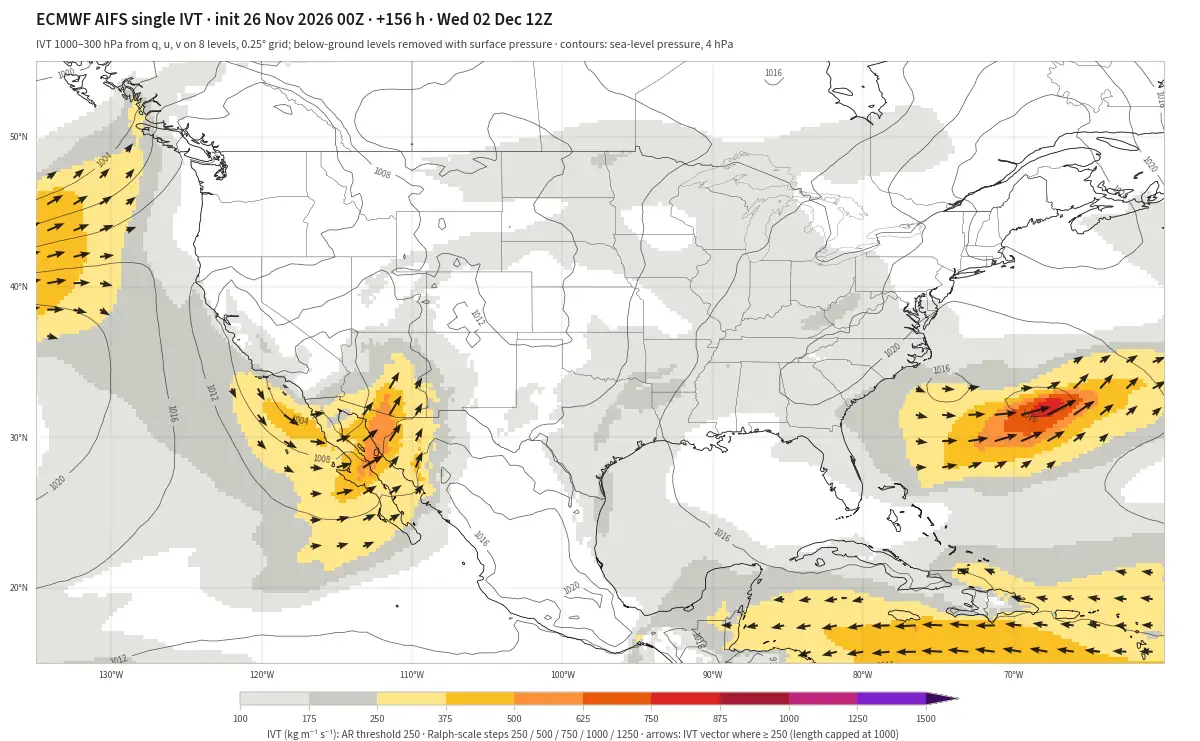 ECMWF AIFS single IVT · init 26 Nov 2026 00Z · +156 h · Wed 02 Dec 12Z
IVT 1000–300 hPa from q, u, v on 8 levels, 0.25° grid; below-ground levels removed with surface pressure · contours: sea-level pressure, 4 hPa
1000
1016
1016
50°N
1004
1008
1020
40°N
1012
1020
1012
1016
1016
1004
30°N
1008
1020
1016
1016
1020
20°N
1012
1016
130°W
120°W
110°W
100°W
90°W
80°W
70°W
100
175
250
375
500
625
750
875
1000
1250
1500
IVT (kg m⁻¹ s⁻¹): AR threshold 250 · Ralph-scale steps 250 / 500 / 750 / 1000 / 1250 · arrows: IVT vector where ≥ 250 (length capped at 1000)